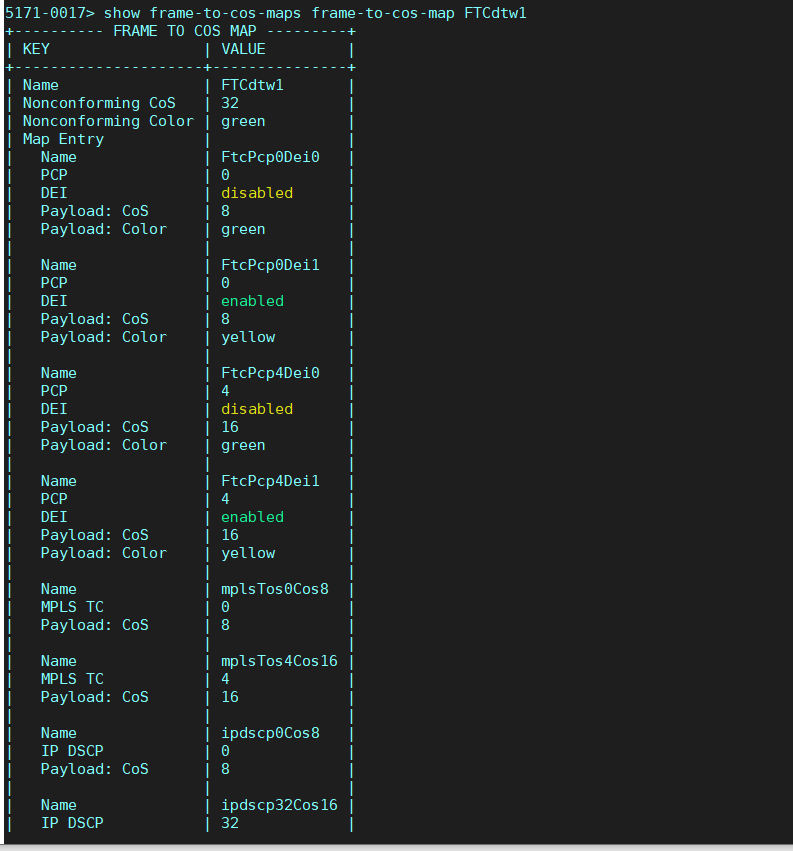 5171-0017> show frame-to-cos-maps frame-to-cos-map FTCdtw1
+---------- FRAME TO COS MAP ---------+
| KEY                 | VALUE         |
+---------------------+---------------+
| Name                | FTCdtw1       |
| Nonconforming CoS   | 32            |
| Nonconforming Color | green         |
| Map Entry           |               |
|   Name              | FtcPcp0Dei0   |
|   PCP               | 0             |
|   DEI               | disabled      |
|   Payload: CoS      | 8             |
|   Payload: Color    | green         |
|                     |               |
|   Name              | FtcPcp0Dei1   |
|   PCP               | 0             |
|   DEI               | enabled       |
|   Payload: CoS      | 8             |
|   Payload: Color    | yellow        |
|                     |               |
|   Name              | FtcPcp4Dei0   |
|   PCP               | 4             |
|   DEI               | disabled      |
|   Payload: CoS      | 16            |
|   Payload: Color    | green         |
|                     |               |
|   Name              | FtcPcp4Dei1   |
|   PCP               | 4             |
|   DEI               | enabled       |
|   Payload: CoS      | 16            |
|   Payload: Color    | yellow        |
|                     |               |
|   Name              | mplsTos0Cos8  |
|   MPLS TC           | 0             |
|   Payload: CoS      | 8             |
|                     |               |
|   Name              | mplsTos4Cos16 |
|   MPLS TC           | 4             |
|   Payload: CoS      | 16            |
|                     |               |
|   Name              | ipdscp0Cos8   |
|   IP DSCP           | 0             |
|   Payload: CoS      | 8             |
|                     |               |
|   Name              | ipdscp32Cos16 |
|   IP DSCP           | 32            |